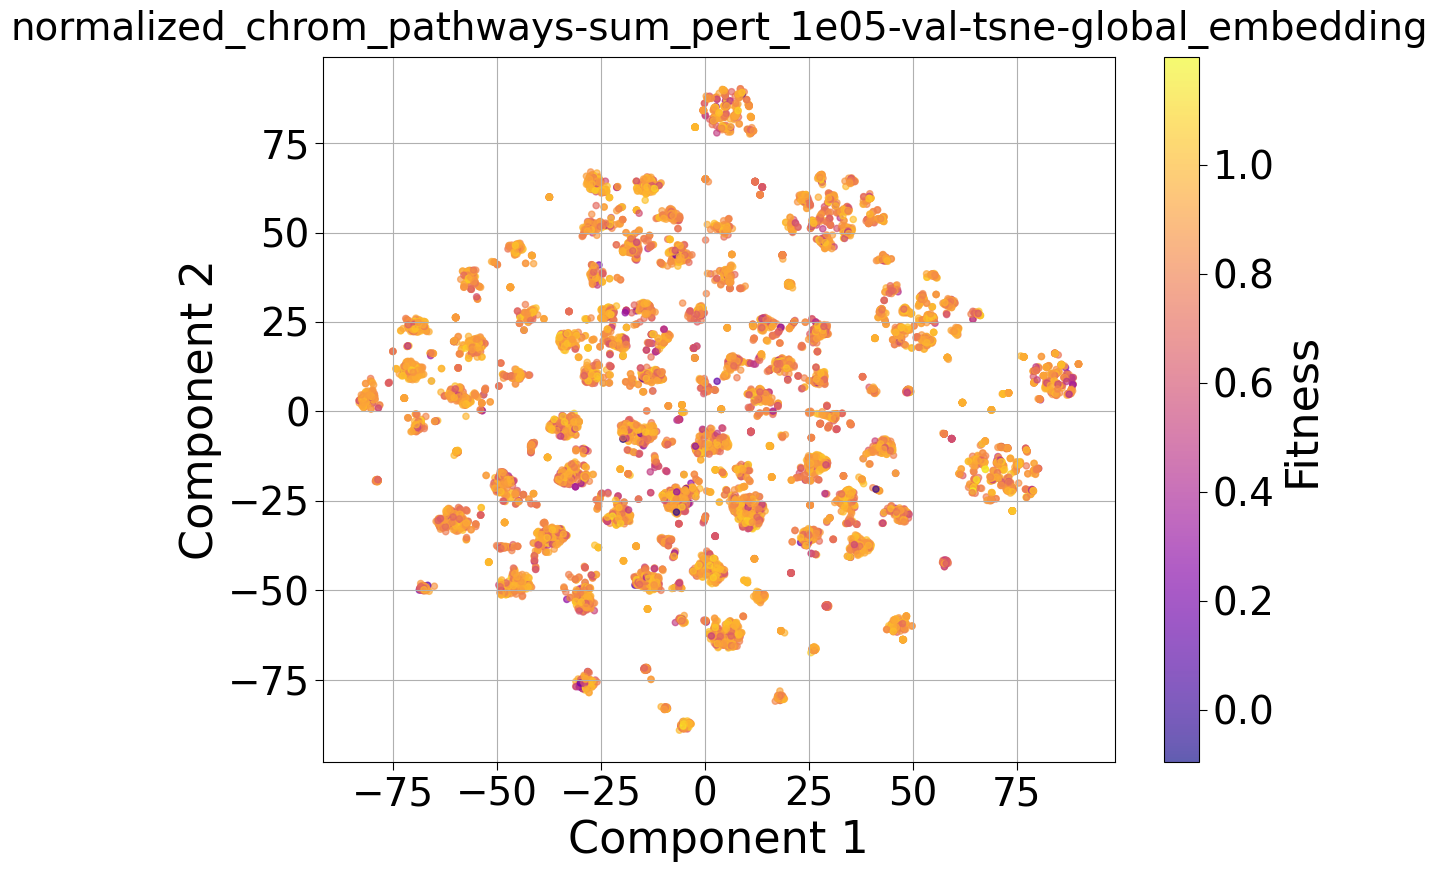 normalized_chrom_pathways-sum_pert_1e05-val-tsne-global_embedding
75
50
25
0
−25
−50
−75
Component 2
−75 −50 −25 0 25 50 75
Component 1
1.0
0.8
0.6
0.4
0.2
0.0
Fitness